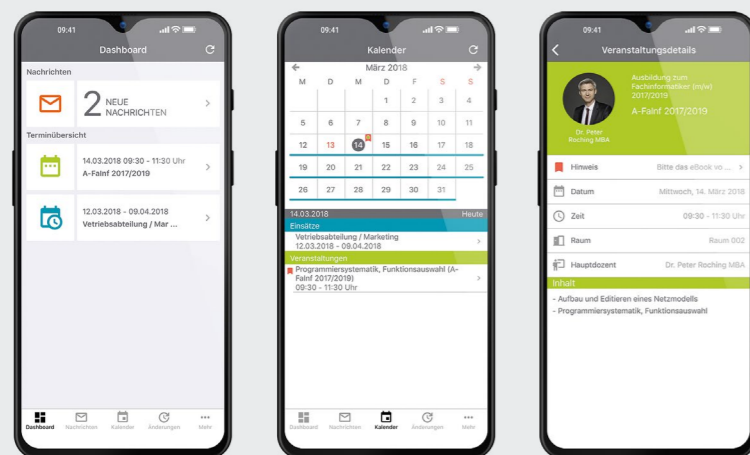 09:41
Dashboard
Nachrichten
2 NEUE
NACHRICHTEN
Terminübersicht
14.03.2018 09:30 - 11:30 Uhr
A-FaInf 2017/2019
12.03.2018 - 09.04.2018
Vetriebsabteilung / Mar ...
Dashboard Nachrichten Kalender Änderungen Mehr
09:41
Kalender
März 2018
M D M D F S S
1 2 3 4
5 6 7 8 9 10 11
12 13 14 15 16 17 18
19 20 21 22 23 24 25
26 27 28 29 30 31
14.03.2018 Heute
Einsätze
Vetriebsabteilung / Marketing
12.03.2018 - 09.04.2018
Veranstaltungen
Programmiersystematik, Funktionsauswahl (A-
FaInf 2017/2019)
09:30 - 11:30 Uhr
Dashboard Nachrichten Kalender Änderungen Mehr
09:41
Veranstaltungsdetails
Ausbildung zum
Fachinformatiker (m/w)
2017/2019
A-FaInf 2017/2019
Dr. Peter
Roching MBA
Hinweis Bitte das eBook vo ...
Datum Mittwoch, 14. März 2018
Zeit 09:30 - 11:30 Uhr
Raum Raum 002
Hauptdozent Dr. Peter Roching MBA
Inhalt
- Aufbau und Editieren eines Netzmodells
- Programmiersystematik, Funktionsauswahl